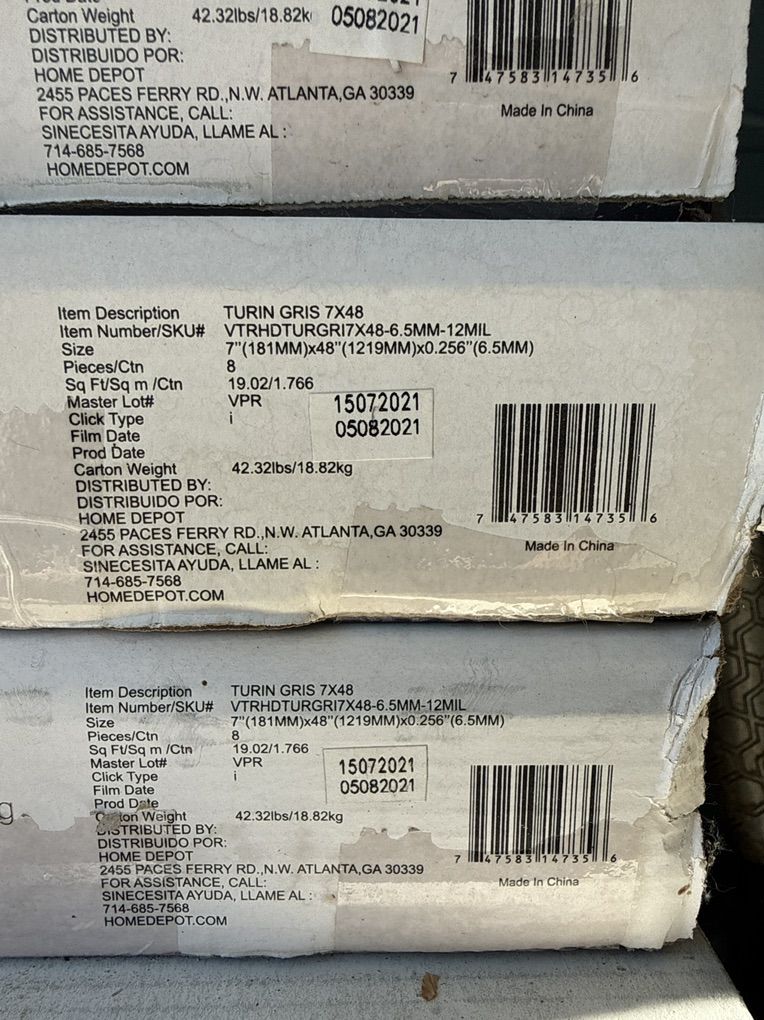 Carton Weight 42.32lbs/18.82k 05082021
DISTRIBUTED BY:
DISTRIBUIDO POR:
HOME DEPOT
2455 PACES FERRY RD.,N.W. ATLANTA,GA 30339
FOR ASSISTANCE, CALL:
SINECESITA AYUDA, LLAME AL :
714-685-7568
HOMEDEPOT.COM
7 47583 14735 6
Made In China
Item Description TURIN GRIS 7X48
Item Number/SKU# VTRHDTURGRI7X48-6.5MM-12MIL
Size 7"(181MM)x48"(1219MM)x0.256"(6.5MM)
Pieces/Ctn 8
Sq Ft/Sq m /Ctn 19.02/1.766
Master Lot# VPR
Click Type i
Film Date 15072021
Prod Date 05082021
Carton Weight 42.32lbs/18.82kg
DISTRIBUTED BY:
DISTRIBUIDO POR:
HOME DEPOT
2455 PACES FERRY RD.,N.W. ATLANTA,GA 30339
FOR ASSISTANCE, CALL:
SINECESITA AYUDA, LLAME AL :
714-685-7568
HOMEDEPOT.COM
7 47583 14735 6
Made In China
Item Description TURIN GRIS 7X48
Item Number/SKU# VTRHDTURGRI7X48-6.5MM-12MIL
Size 7"(181MM)x48"(1219MM)x0.256"(6.5MM)
Pieces/Ctn 8
Sq Ft/Sq m /Ctn 19.02/1.766
Master Lot# VPR
Click Type i
Film Date 15072021
Prod Date 05082021
Carton Weight 42.32lbs/18.82kg
DISTRIBUTED BY:
DISTRIBUIDO POR:
HOME DEPOT
2455 PACES FERRY RD.,N.W. ATLANTA,GA 30339
FOR ASSISTANCE, CALL:
SINECESITA AYUDA, LLAME AL :
714-685-7568
HOMEDEPOT.COM
7 47583 14735 6
Made In China
g